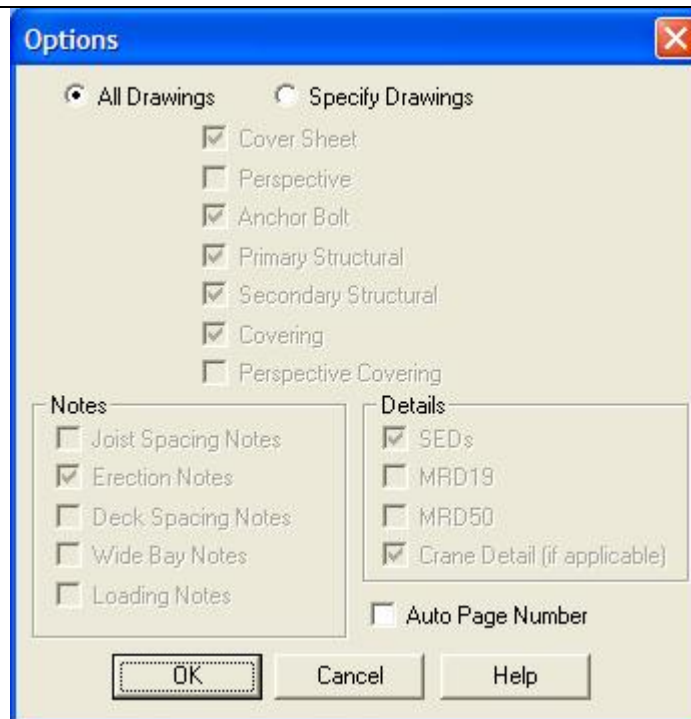 Options
All Drawings Specify Drawings
Cover Sheet
Perspective
Anchor Bolt
Primary Structural
Secondary Structural
Covering
Perspective Covering
Notes
Joist Spacing Notes
Erection Notes
Deck Spacing Notes
Wide Bay Notes
Loading Notes
Details
SEDs
MRD19
MRD50
Crane Detail (if applicable)
Auto Page Number
OK Cancel Help